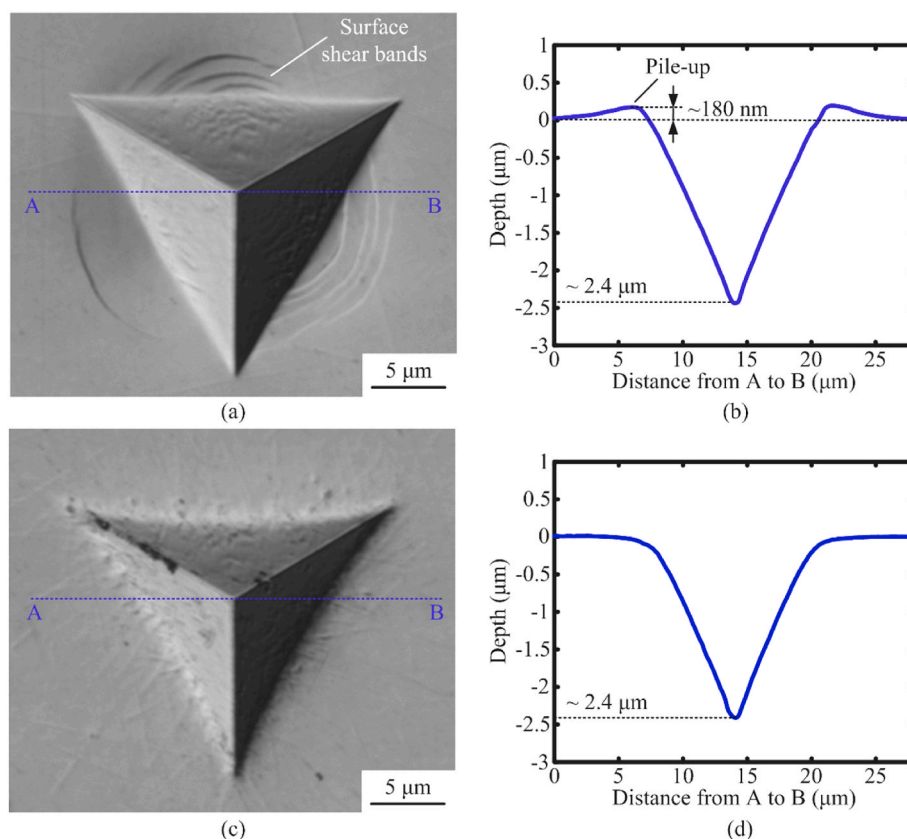 Surface
shear bands
A
B
5 μm
(a)
1
0.5
0
-0.5
-1
-1.5
-2
-2.5
-3
Depth (μm)
Pile-up
~180 nm
~ 2.4 μm
0
5
10
15
20
25
Distance from A to B (μm)
(b)
A
B
5 μm
(c)
1
0.5
0
-0.5
-1
-1.5
-2
-2.5
-3
Depth (μm)
~ 2.4 μm
0
5
10
15
20
25
Distance from A to B (μm)
(d)